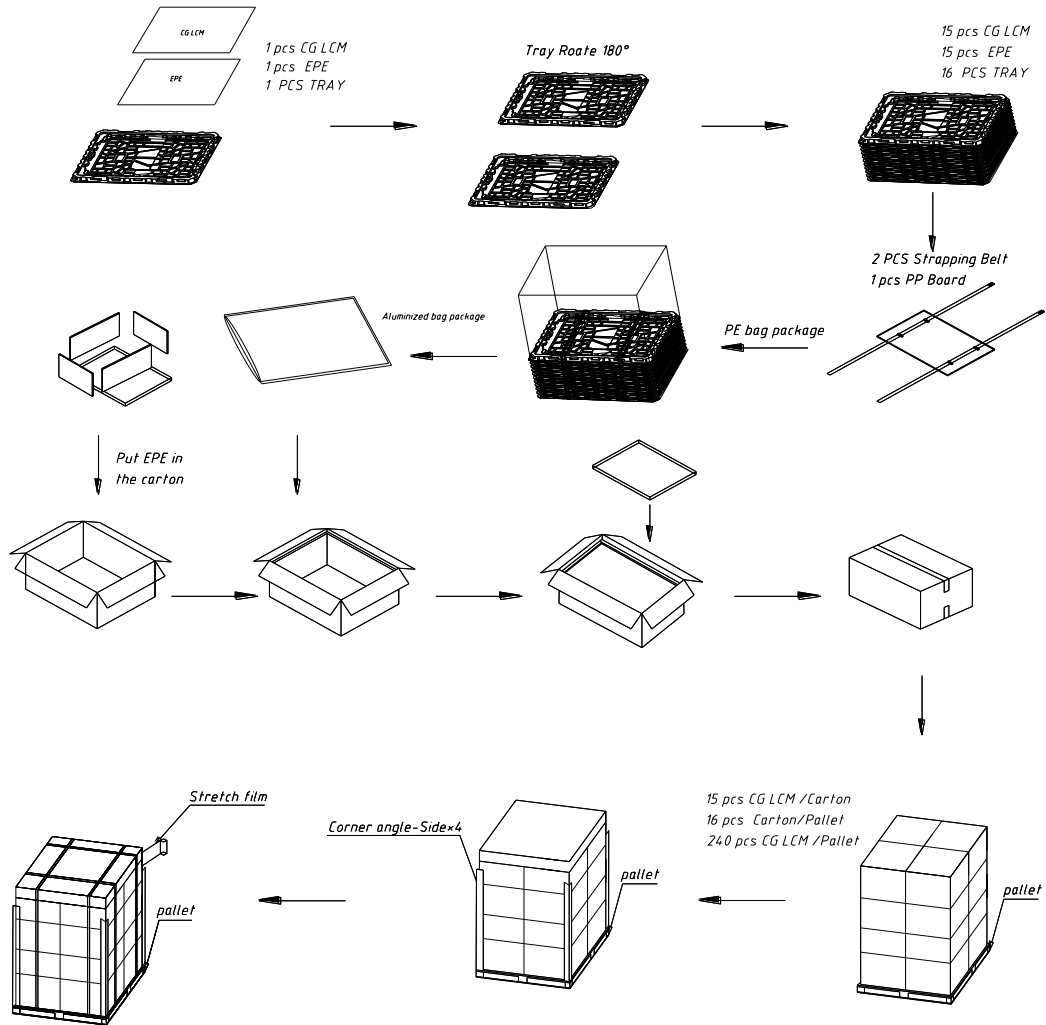 CG LCM
EPE
1 pcs CG LCM
1 pcs EPE
1 PCS TRAY
Tray Roate 180°
15 pcs CG LCM
15 pcs EPE
16 PCS TRAY
2 PCS Strapping Belt
1 pcs PP Board
PE bag package
Aluminized bag package
Put EPE in
the carton
15 pcs CG LCM /Carton
16 pcs Carton/Pallet
240 pcs CG LCM /Pallet
pallet
Corner angle-Side×4
pallet
Stretch film
pallet